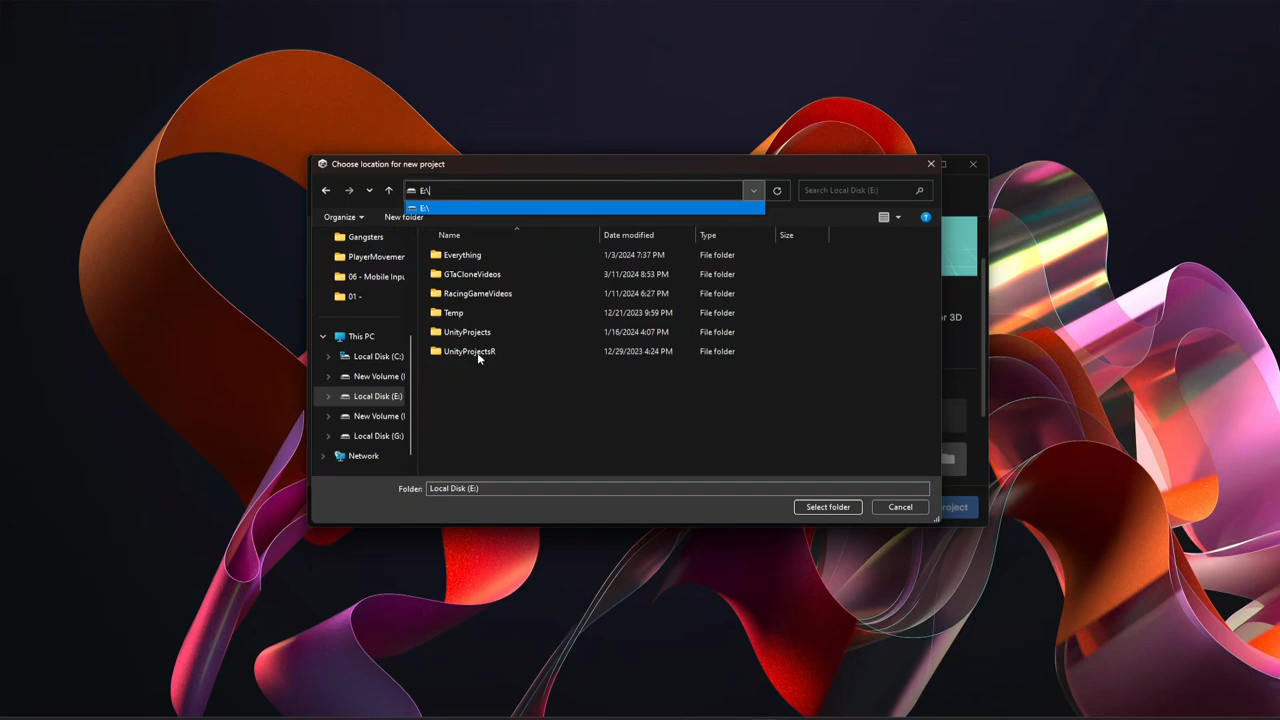 Choose location for new project
E:\
Search Local Disk (E:)
E:\
Organize
New folder
Name
Date modified
Type
Size
Gangsters
PlayerMovemen
06 - Mobile Inpu
01 -
This PC
Local Disk (C:)
New Volume (
Local Disk (E:)
New Volume (
Local Disk (G:)
Network
Everything 1/3/2024 7:37 PM File folder
GTaCloneVideos 3/11/2024 8:53 PM File folder
RacingGameVideos 1/11/2024 6:27 PM File folder
Temp 12/21/2023 9:59 PM File folder
UnityProjects 1/16/2024 4:07 PM File folder
UnityProjectsR 12/29/2023 4:24 PM File folder
or 3D
Folder: Local Disk (E:)
Select folder
Cancel
roject